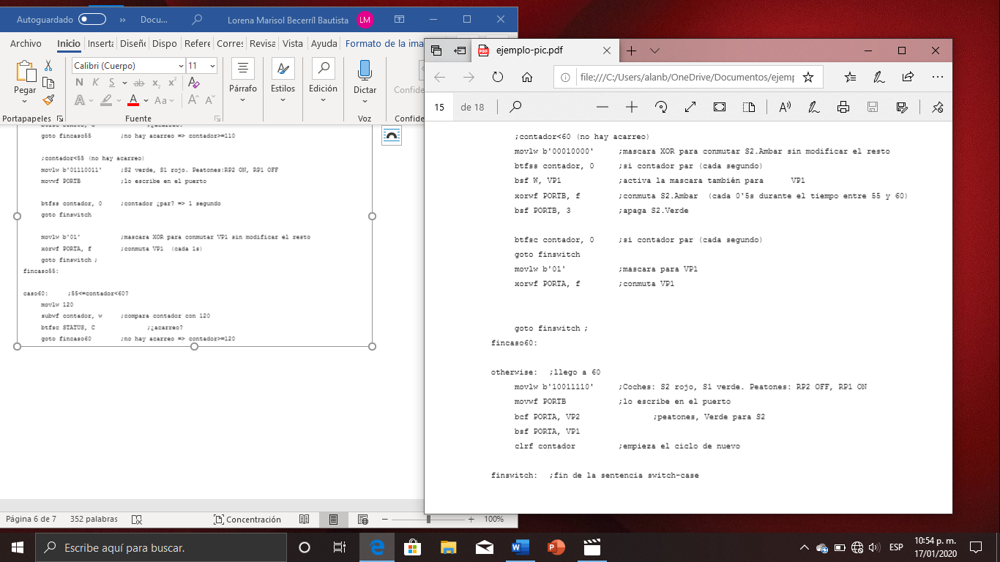 Autoguardado
»
Docu...
Lorena Marisol Becerríl Bautista
LM
Archivo Inicio Inserta Diseño Dispo Refere Corres Revisa Vista Ayuda Formato de la ima
Pegar
Calibri (Cuerpo) 11
N K S ab x₂ x²
A A Aa A A
Párrafo
Estilos
Edición
Dictar
Confide
Portapapeles
Fuente
Voz
Confide
goto fincaso55 ;no hay acarreo => contador>=110
;contador<55 (no hay acarreo)
movlw b'01110011' ;S2 verde, S1 rojo. Peatones:RP2 ON, RP1 OFF
movwf PORTB ;lo escribe en el puerto
btfss contador, 0 ;contador ¿par? => 1 segundo
goto finswitch
movlw b'01' ;mascara XOR para conmutar VP1 sin modificar el resto
xorwf PORTA, f ;conmuta VP1 (cada 1s)
goto finswitch ;
fincaso55:
caso60: ;55<=contador<60?
movlw 120
subwf contador, w ;compara contador con 120
btfsc STATUS, C ;¿acarreo?
goto fincaso60 ;no hay acarreo => contador>=120
Página 6 de 7 352 palabras Concentración 100%
ejemplo-pic.pdf
file:///C:/Users/alanb/OneDrive/Documentos/ejemp
15 de 18
;contador<60 (no hay acarreo)
movlw b'00010000' ;mascara XOR para conmutar S2.Ambar sin modificar el resto
btfss contador, 0 ;si contador par (cada segundo)
bsf W, VP1 ;activa la mascara también para VP1
xorwf PORTB, f ;conmuta S2.Ambar (cada 0'5s durante el tiempo entre 55 y 60)
bsf PORTB, 3 ;apaga S2.Verde
btfsc contador, 0 ;si contador par (cada segundo)
goto finswitch
movlw b'01' ;mascara para VP1
xorwf PORTA, f ;conmuta VP1
goto finswitch ;
fincaso60:
otherwise: ;llego a 60
movlw b'10011110' ;Coches: S2 rojo, S1 verde. Peatones: RP2 OFF, RP1 ON
movwf PORTB ;lo escribe en el puerto
bcf PORTA, VP2 ;peatones, Verde para S2
bsf PORTA, VP1
clrf contador ;empieza el ciclo de nuevo
finswitch: ;fin de la sentencia switch-case
Escribe aquí para buscar.
ESP
10:54 p. m.
17/01/2020